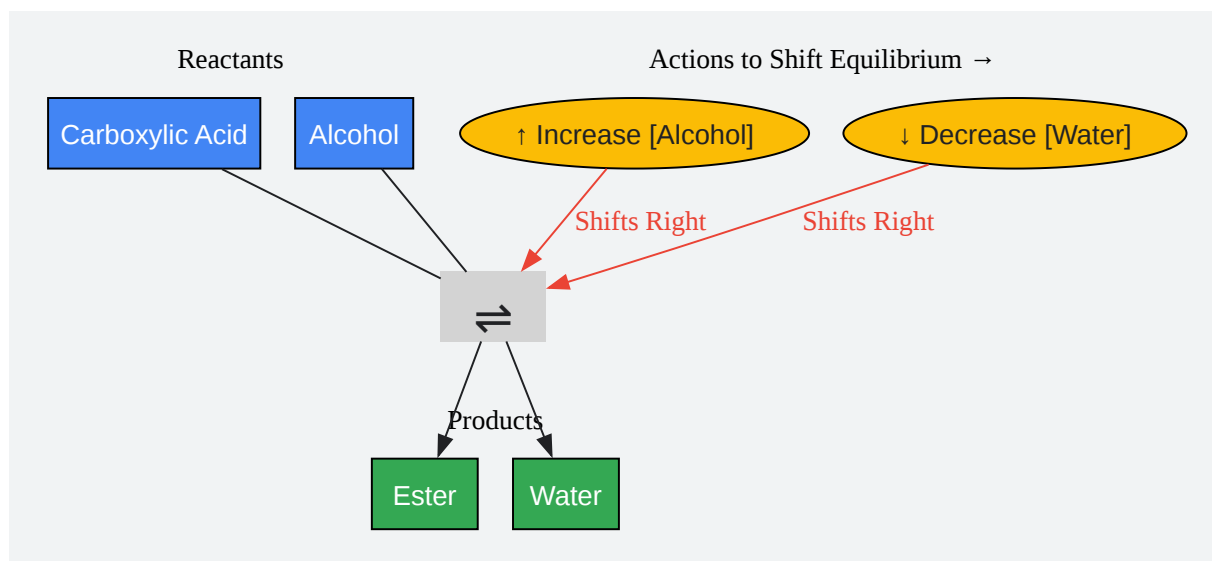 Reactants
Actions to Shift Equilibrium →
Carboxylic Acid
Alcohol
↑ Increase [Alcohol]
↓ Decrease [Water]
Shifts Right
Shifts Right
⇌
Products
Ester
Water